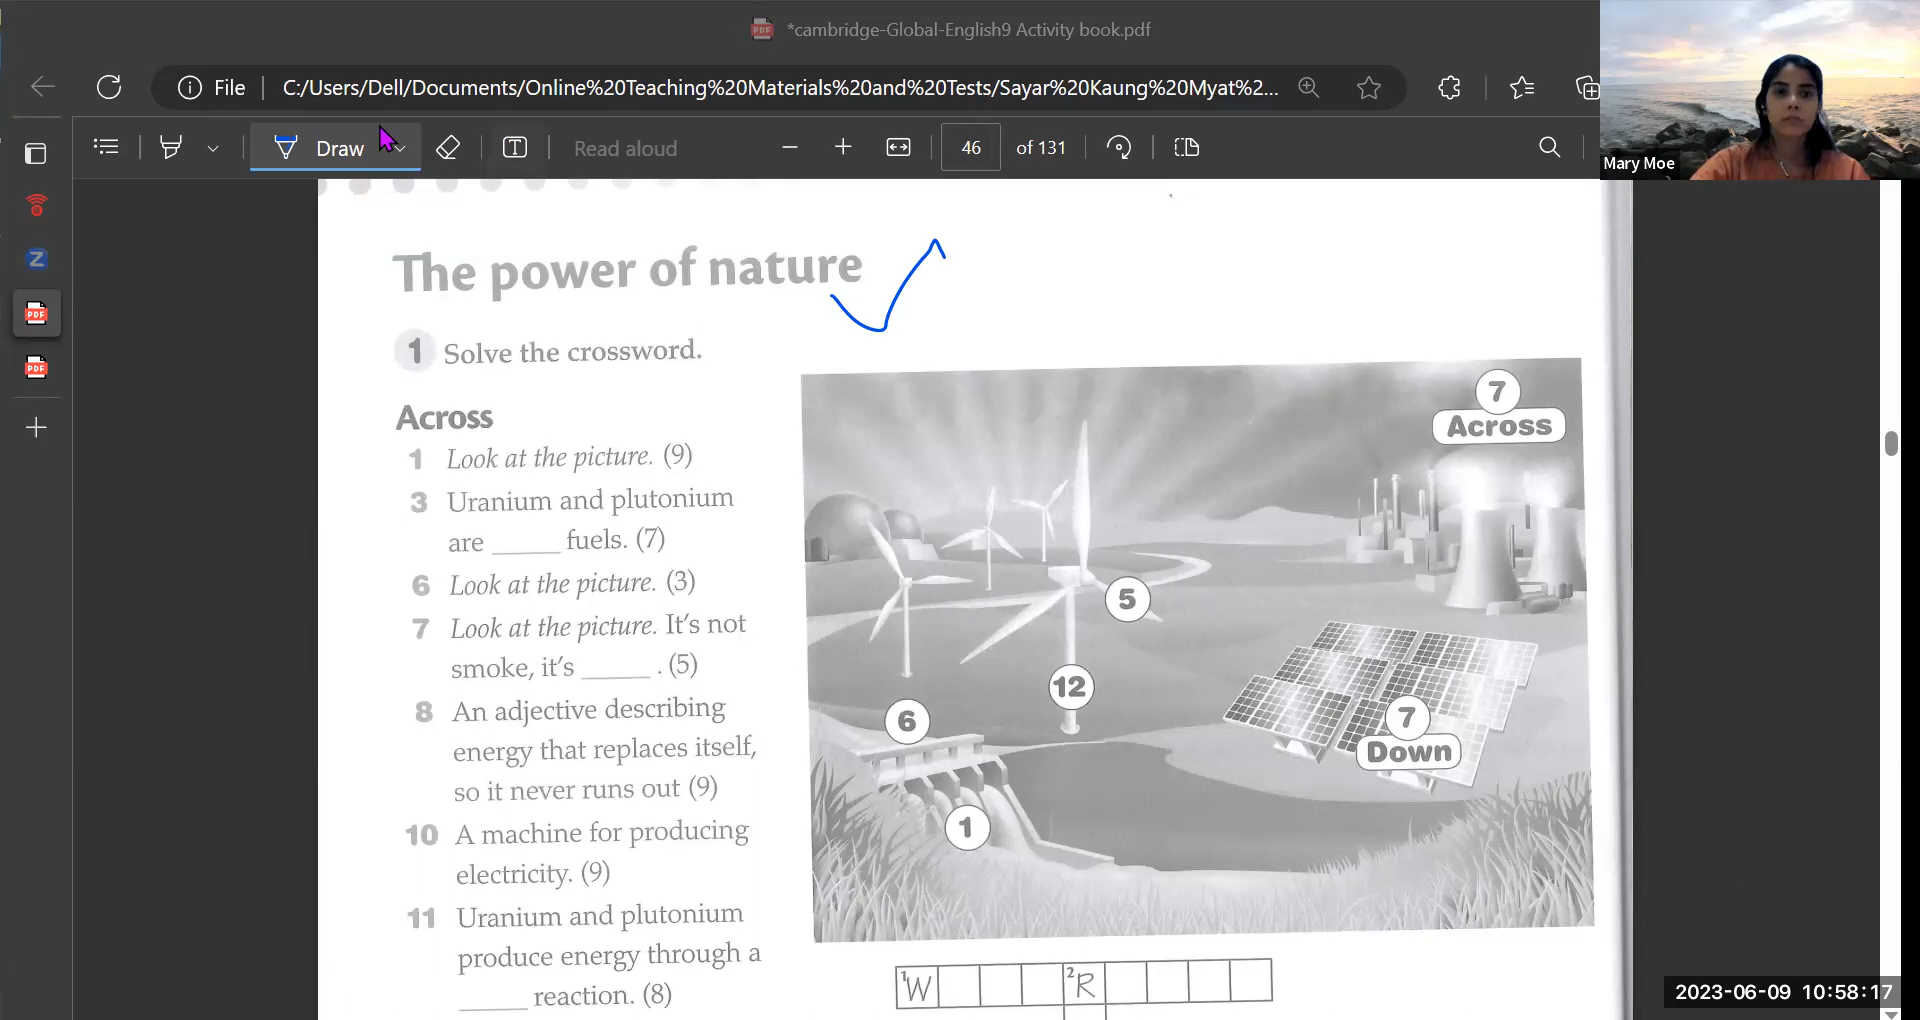 *cambridge-Global-English9 Activity book.pdf
File
C:/Users/Dell/Documents/Online%20Teaching%20Materials%20and%20Tests/Sayar%20Kaung%20Myat%2...
Draw
Read aloud
46 of 131
Mary Moe
The power of nature
1 Solve the crossword.
Across
1 Look at the picture. (9)
3 Uranium and plutonium
are _____ fuels. (7)
6 Look at the picture. (3)
7 Look at the picture. It's not
smoke, it's _____ . (5)
8 An adjective describing
energy that replaces itself,
so it never runs out (9)
10 A machine for producing
electricity. (9)
11 Uranium and plutonium
produce energy through a
_____ reaction. (8)
7
Across
5
12
6
7
Down
1
1 W 2 R
2023-06-09 10:58:17